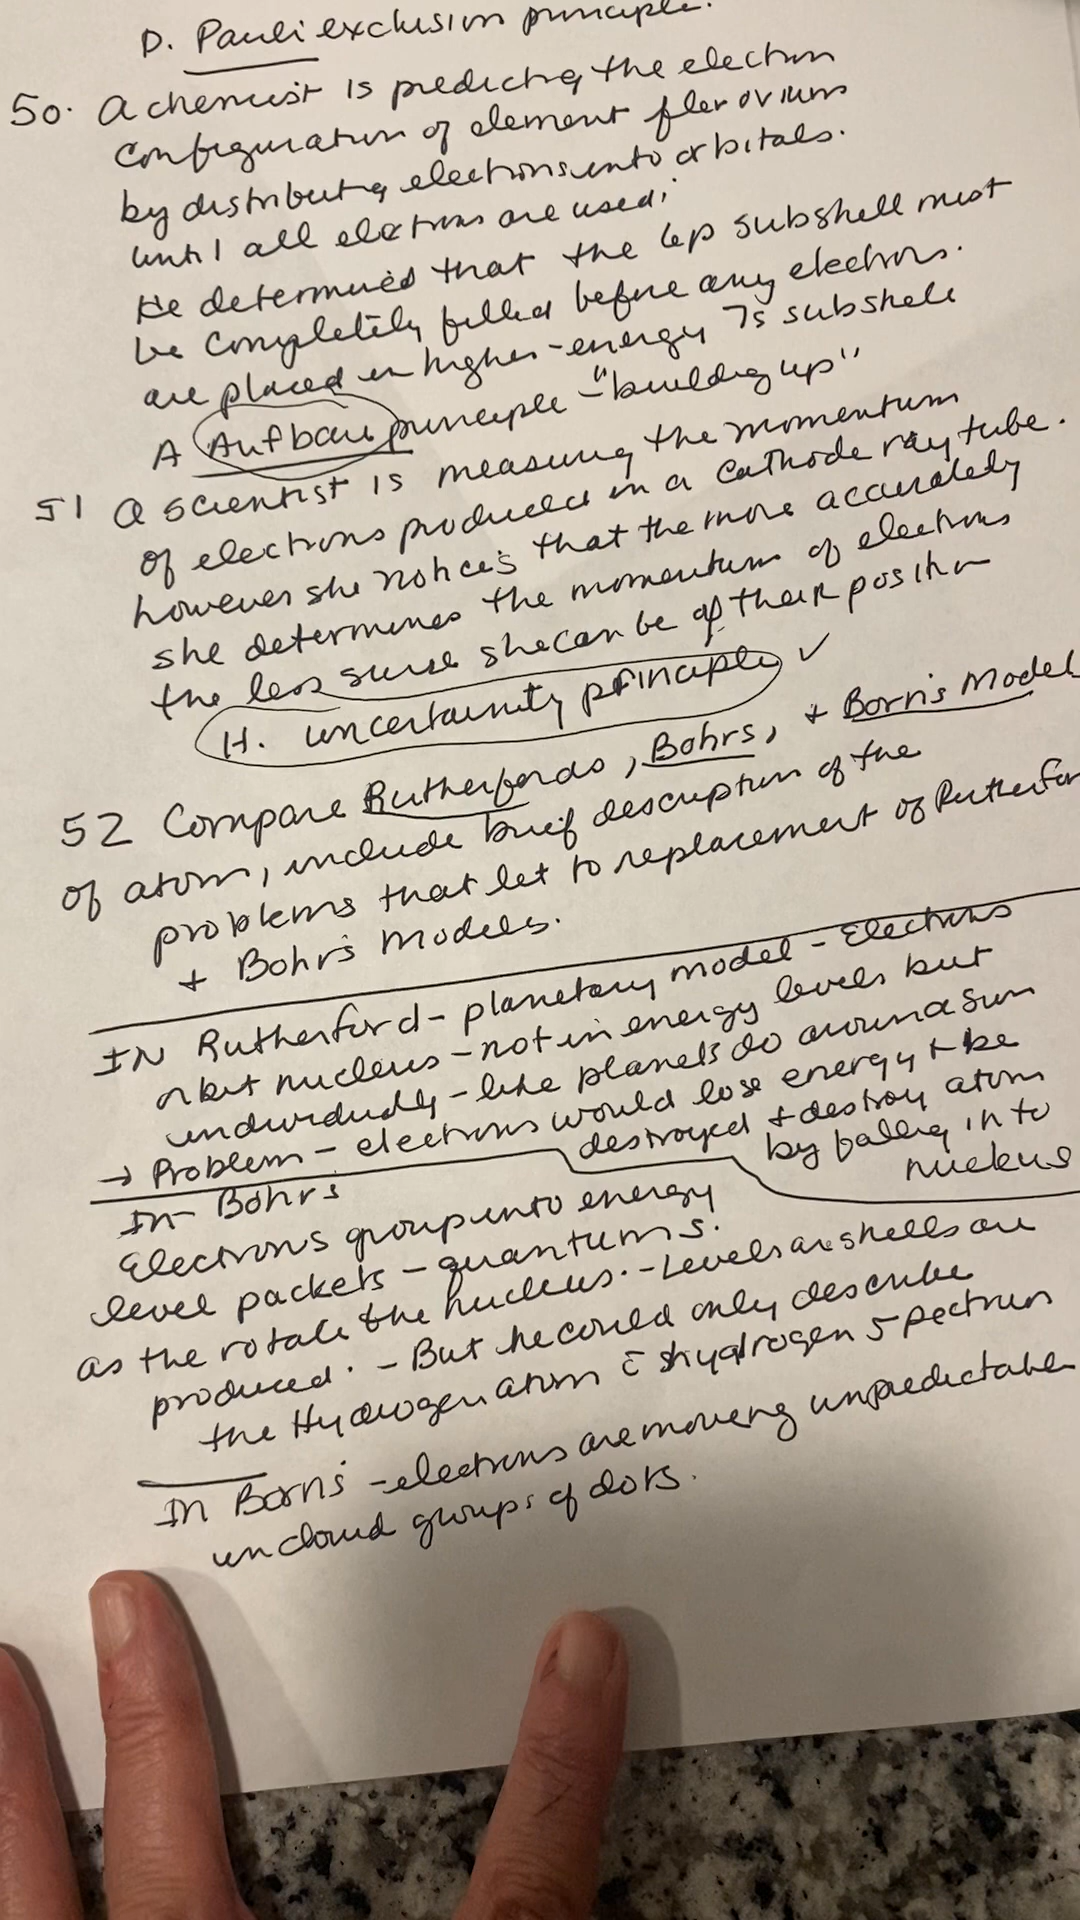 D. Pauli exclusion principle.
50. A chemist is predicting the electron
configuration of element flerovium
by distributing electrons into orbitals.
until all electrons are used;
He determined that the 6p subshell must
be completely filled before any electrons.
are placed in higher-energy 7s subshell
A Aufbau principle - "building up"
51 A scientist is measuring the momentum
of electrons produced in a cathode ray tube.
however she notices that the more accurately
she determines the momentum of electrons
the less sure she can be of their position
H. uncertainity principle ✓
52 Compare Rutherfords, Bohrs, + Born's Model
of atom, include brief description of the
problems that let to replacement of Rutherfor
+ Bohr's Models.
IN Rutherford - planetary model - Electrons
orbit nucleus - not in energy levels but
individually - like planets do around a sun
→ Problem - electrons would lose energy + be
destroyed + destroy atom
by falling into
nucleus
In Bohrs
Electrons group into energy
level packets - quantums.
as the rotate the nucleus. - Levels are shells are
produced. - But he could only describe
the Hydrogen atom c̄ hydrogen spectrum
In Born's - electrons are moving unpredictable
in cloud groups of dots.